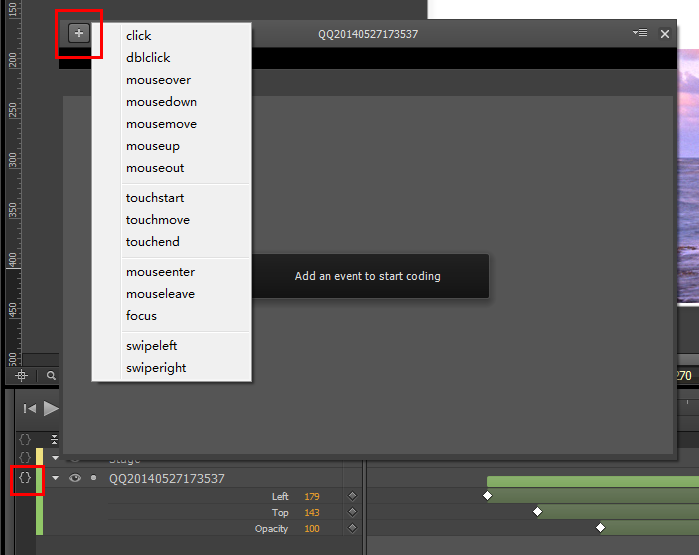 QQ20140527173537
click
dblclick
mouseover
mousedown
mousemove
mouseup
mouseout
touchstart
touchmove
touchend
mouseenter
mouseleave
focus
swipeleft
swiperight
Add an event to start coding
150
200
250
300
350
400
450
500
270
Stage
{} QQ20140527173537
Left 179
Top 143
Opacity 100